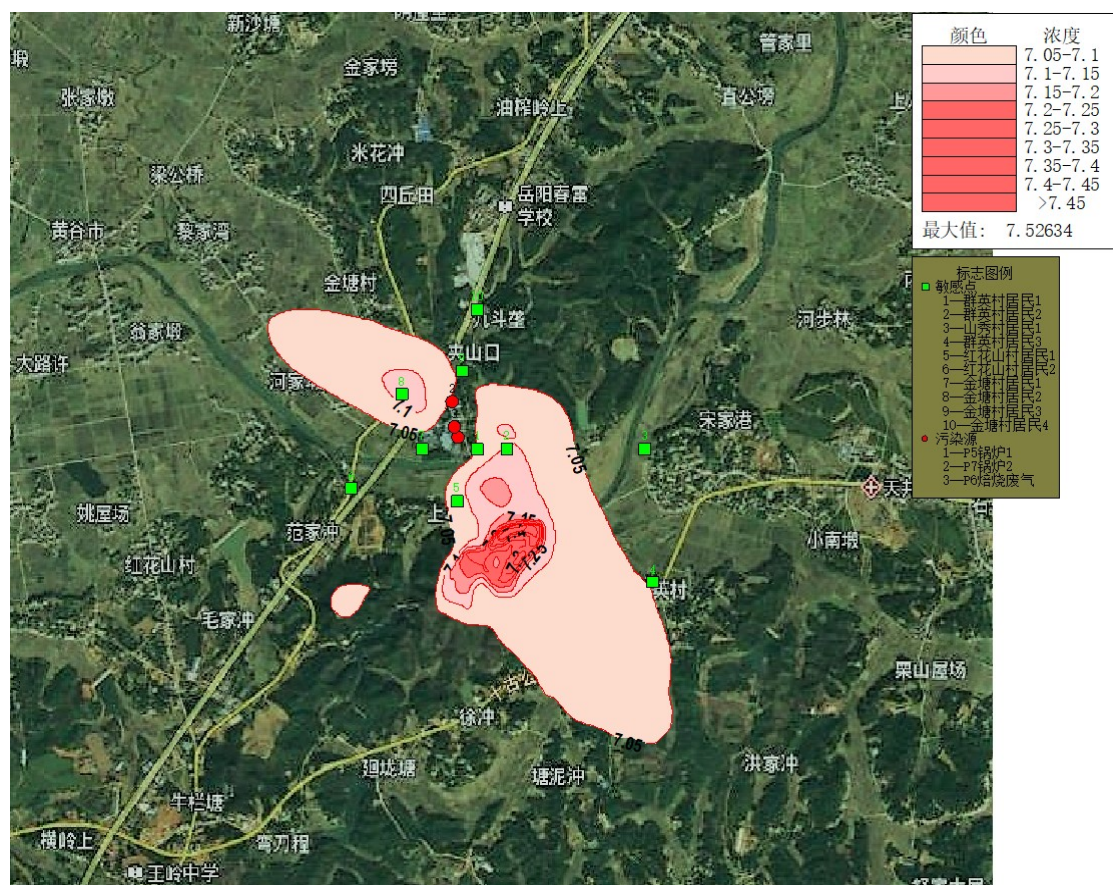 新沙塘
管家里
金家塝
张家墩
油榨岭上
直公塝
米花冲
梁公桥
四丘田
岳阳春雷
学校
黄谷市
黎家湾
金塘村
翁家塅
河步林
大路许
夹山口
宋家港
天井
姚屋场
范家冲
小南塅
红花山村
英村
毛家冲
栗山屋场
徐冲
洪家冲
廻垅塘
塘泥冲
牛栏塘
横岭上
弯刀程
王岭中学
7.1
7.05
7.05
7.15
7.25
7.05
颜色 浓度
7.05-7.1
7.1-7.15
7.15-7.2
7.2-7.25
7.25-7.3
7.3-7.35
7.35-7.4
7.4-7.45
>7.45
最大值: 7.52634
标志图例
敏感点
1—群英村居民1
2—群英村居民2
3—山秀村居民1
4—群英村居民3
5—红花山村居民1
6—红花山村居民2
7—金塘村居民1
8—金塘村居民2
9—金塘村居民3
10—金塘村居民4
污染源
1—P5锅炉1
2—P7锅炉2
3—P6焙烧废气